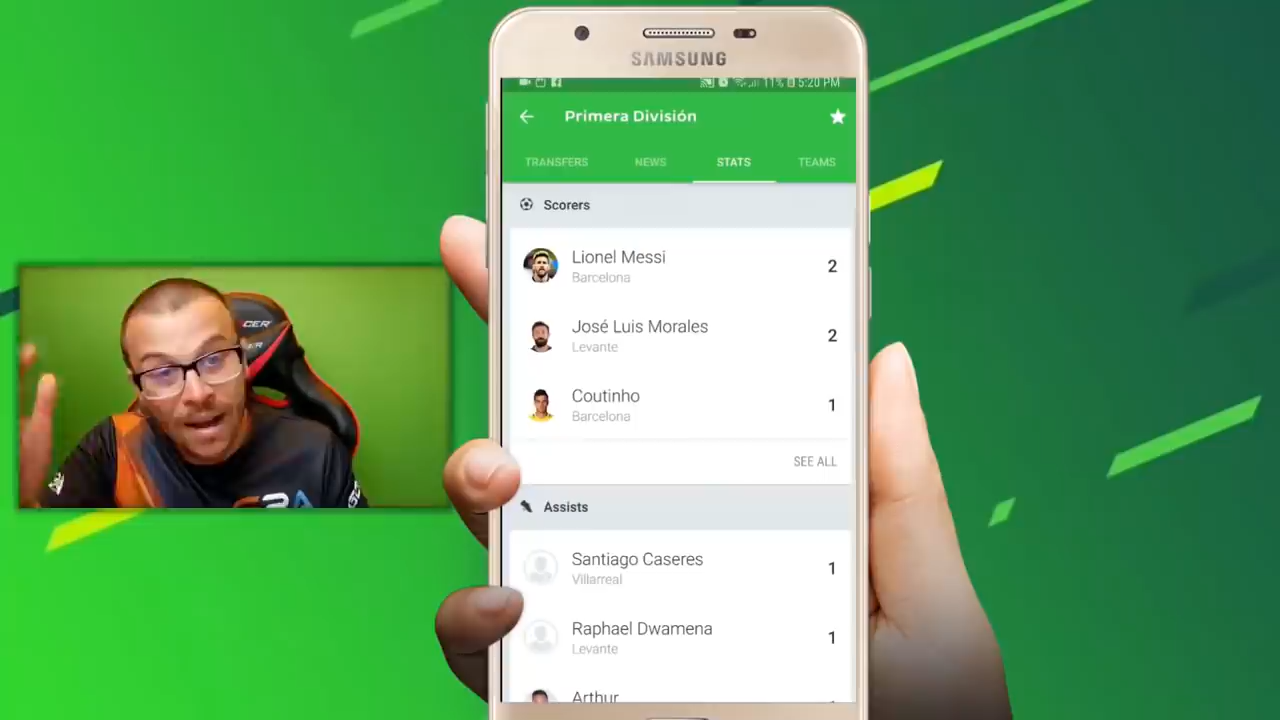 SAMSUNG
11% 5:20 PM
Primera División
TRANSFERS NEWS STATS TEAMS
Scorers
Lionel Messi
Barcelona
2
José Luis Morales
Levante
2
Coutinho
Barcelona
1
SEE ALL
Assists
Santiago Caseres
Villarreal
1
Raphael Dwamena
Levante
1
Arthur